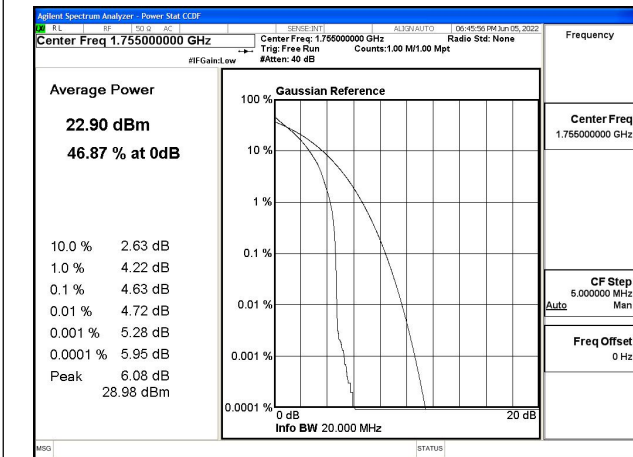 Agilent Spectrum Analyzer - Power Stat CCDF
LXI RL RF 50 Ω AC SENSE:INT ALIGN AUTO 06:45:56 PM Jun 05, 2022
Center Freq 1.755000000 GHz
Center Freq: 1.755000000 GHz Radio Std: None
Trig: Free Run Counts:1.00 M/1.00 Mpt
#IFGain:Low #Atten: 40 dB
Frequency
Average Power
22.90 dBm
46.87 % at 0dB
10.0 % 2.63 dB
1.0 % 4.22 dB
0.1 % 4.63 dB
0.01 % 4.72 dB
0.001 % 5.28 dB
0.0001 % 5.95 dB
Peak 6.08 dB
28.98 dBm
Gaussian Reference
100 %
10 %
1 %
0.1 %
0.01 %
0.001 %
0.0001 %
0 dB 20 dB
Info BW 20.000 MHz
Center Freq
1.755000000 GHz
CF Step
5.000000 MHz
Auto Man
Freq Offset
0 Hz
MSG STATUS